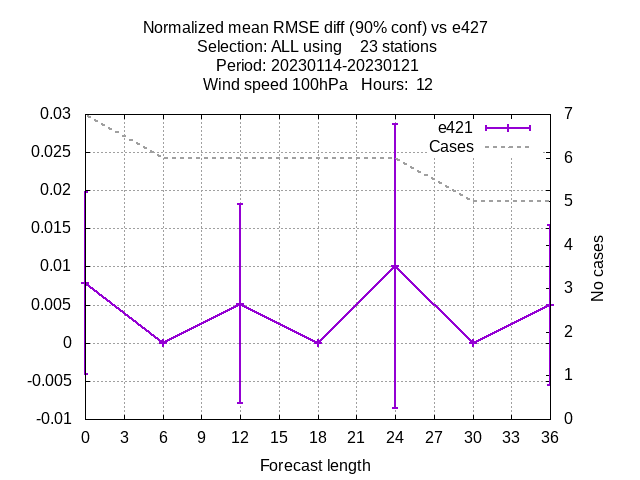 Normalized mean RMSE diff (90% conf) vs e427
Selection: ALL using    23 stations
Period: 20230114-20230121
Wind speed 100hPa   Hours:  12
e421
Cases
0.03
0.025
0.02
0.015
0.01
0.005
0
-0.005
-0.01
7
6
5
4
3
2
1
0
No cases
0 3 6 9 12 15 18 21 24 27 30 33 36
Forecast length